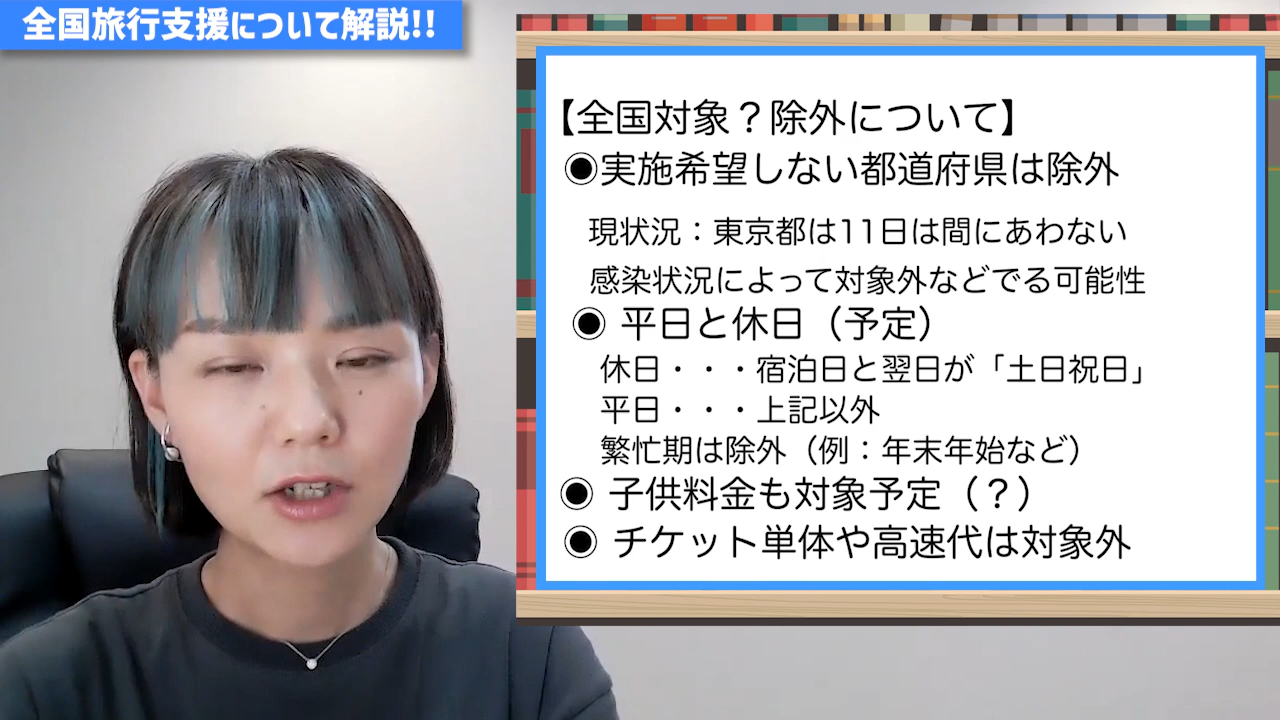 全国旅行支援について解説!!
【全国対象？除外について】
◉実施希望しない都道府県は除外
現状況：東京都は11日は間にあわない
感染状況によって対象外などでる可能性
◉ 平日と休日（予定）
休日・・・宿泊日と翌日が「土日祝日」
平日・・・上記以外
繁忙期は除外（例：年末年始など）
◉ 子供料金も対象予定（？）
◉ チケット単体や高速代は対象外